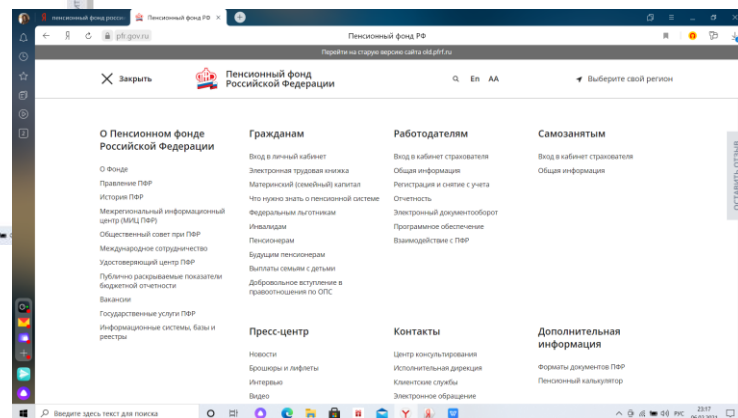 пенсионный фонд росси
Пенсионный фонд РФ
pfr.gov.ru
Пенсионный фонд РФ
Перейти на старую версию сайта old.pfrf.ru
Закрыть
Пенсионный фонд
Российской Федерации
En AA
Выберите свой регион
О Пенсионном фонде
Российской Федерации
О Фонде
Правление ПФР
История ПФР
Межрегиональный информационный
центр (МИЦ ПФР)
Общественный совет при ПФР
Международное сотрудничество
Удостоверяющий центр ПФР
Публично раскрываемые показатели
бюджетной отчетности
Вакансии
Государственные услуги ПФР
Информационные системы, базы и
реестры
Гражданам
Вход в личный кабинет
Электронная трудовая книжка
Материнский (семейный) капитал
Что нужно знать о пенсионной системе
Федеральным льготникам
Инвалидам
Пенсионерам
Будущим пенсионерам
Выплаты семьям с детьми
Добровольное вступление в
правоотношения по ОПС
Работодателям
Вход в кабинет страхователя
Общая информация
Регистрация и снятие с учета
Отчетность
Электронный документооборот
Программное обеспечение
Взаимодействие с ПФР
Самозанятым
Вход в кабинет страхователя
Общая информация
Пресс-центр
Новости
Брошюры и лифлеты
Интервью
Видео
Контакты
Центр консультирования
Исполнительная дирекция
Клиентские службы
Электронное обращение
Дополнительная
информация
Форматы документов ПФР
Пенсионный калькулятор
ОСТАВИТЬ ОТЗЫВ
Введите здесь текст для поиска
РУС
23:17